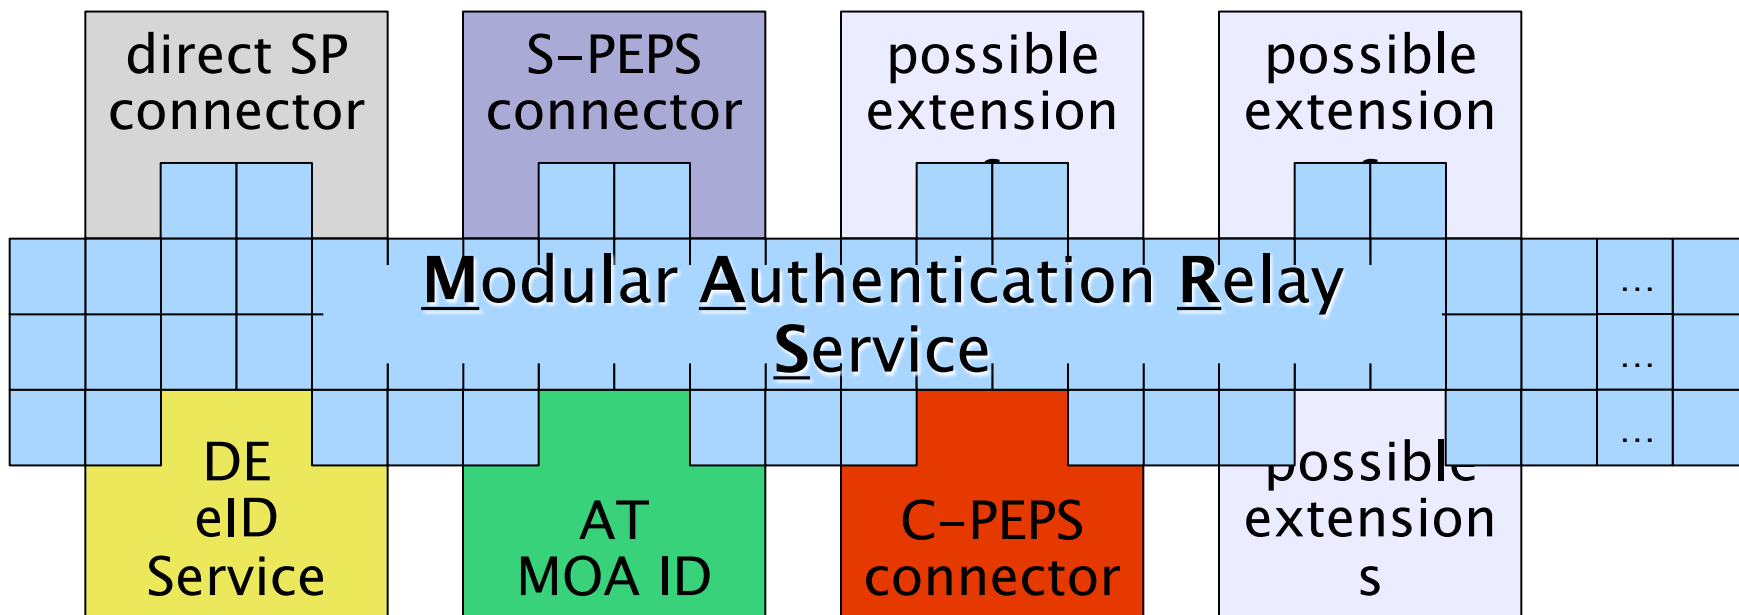 direct SP
connector
S-PEPS
connector
possible
extension
possible
extension
Modular Authentication Relay
Service
...
...
...
DE
eID
Service
AT
MOA ID
C-PEPS
connector
possible
extension
s